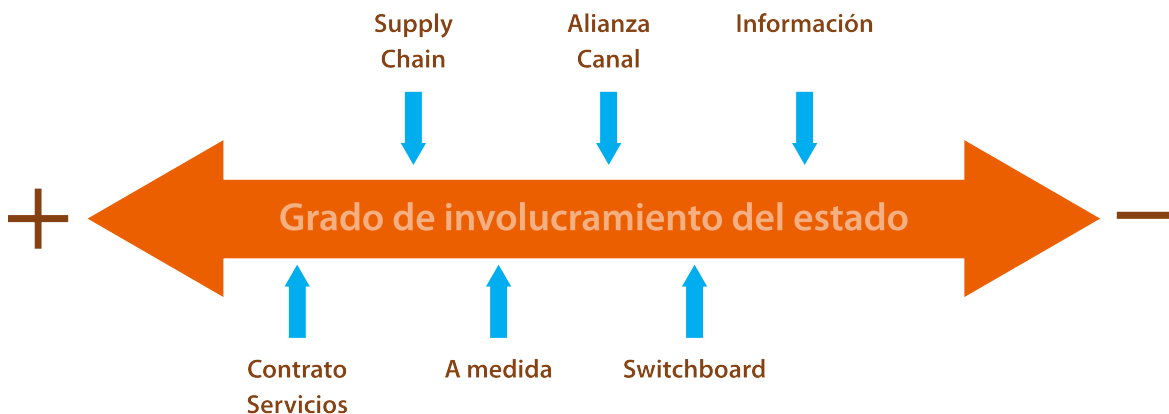 Supply
Chain
Alianza
Canal
Información
+
Grado de involucramiento del estado
−
Contrato
Servicios
A medida
Switchboard